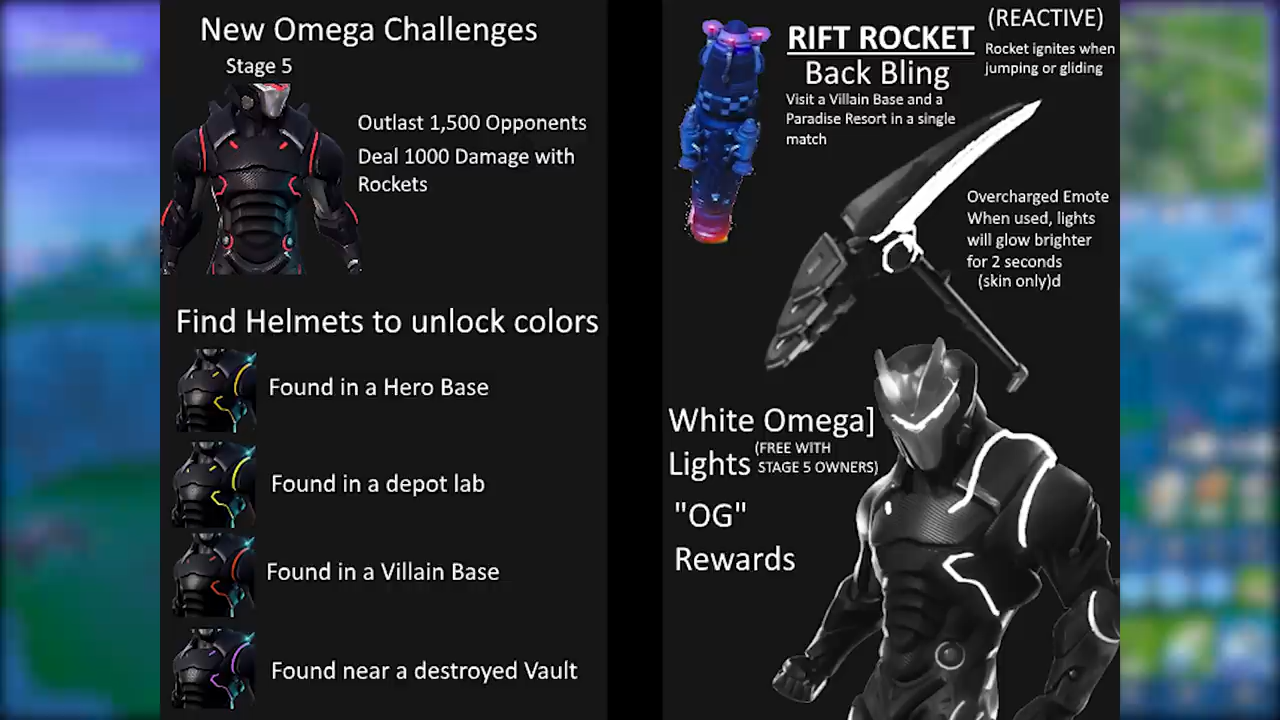 New Omega Challenges
Stage 5
Outlast 1,500 Opponents
Deal 1000 Damage with
Rockets
Find Helmets to unlock colors
Found in a Hero Base
Found in a depot lab
Found in a Villain Base
Found near a destroyed Vault
RIFT ROCKET
Back Bling
Visit a Villain Base and a
Paradise Resort in a single
match
(REACTIVE)
Rocket ignites when
jumping or gliding
Overcharged Emote
When used, lights
will glow brighter
for 2 seconds
(skin only)d
White Omega]
Lights
(FREE WITH
STAGE 5 OWNERS)
"OG"
Rewards